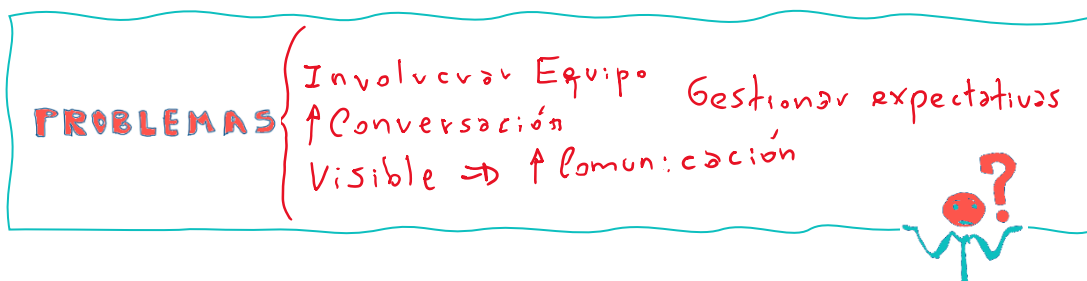 PROBLEMAS
Involucrar Equipo
↑ Conversación
Visible ⇒ ↑ Comunicación
Gestionar expectativas
?